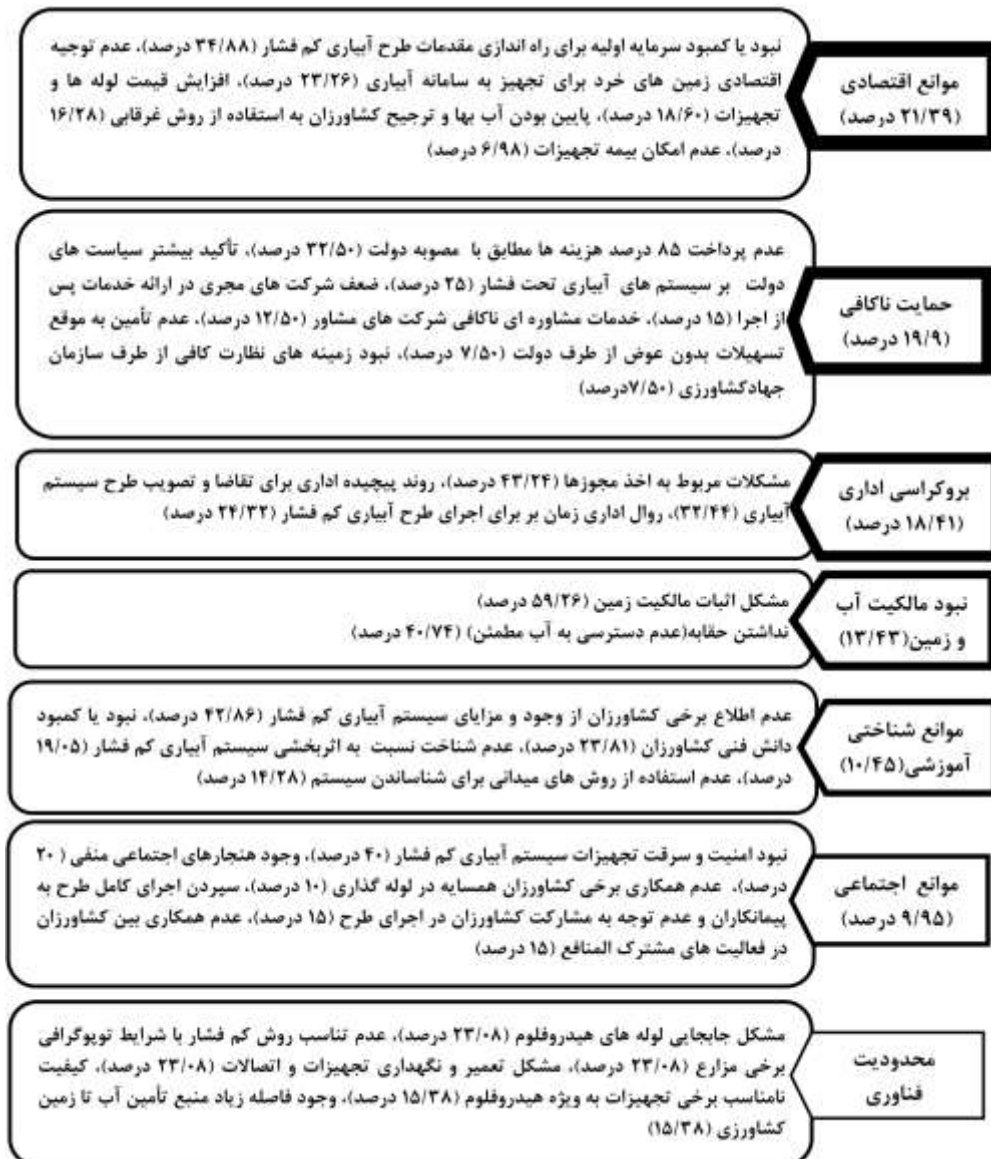 موانع اقتصادی
(۲۱/۳۹ درصد)
نبود یا کمبود سرمایه اولیه برای راه اندازی مقدمات طرح آبیاری کم فشار (۳۴/۸۸ درصد)، عدم توجیه
اقتصادی زمین های خرد برای تجهیز به سامانه آبیاری (۲۳/۲۶ درصد)، افزایش قیمت لوله ها و
تجهیزات (۱۸/۶۰ درصد)، پایین بودن آب بها و ترجیح کشاورزان به استفاده از روش غرقابی (۱۶/۲۸
درصد)، عدم امکان بیمه تجهیزات (۶/۹۸ درصد)
حمایت ناکافی
(۱۹/۹ درصد)
عدم پرداخت ۸۵ درصد هزینه ها مطابق با مصوبه دولت (۳۲/۵۰ درصد)، تأکید بیشتر سیاست های
دولت بر سیستم های آبیاری تحت فشار (۲۵ درصد)، ضعف شرکت های مجری در ارائه خدمات پس
از اجرا (۱۵ درصد)، خدمات مشاوره ای ناکافی شرکت های مشاور (۱۲/۵۰ درصد)، عدم تأمین به موقع
تسهیلات بدون عوض از طرف دولت (۷/۵۰ درصد)، نبود زمینه های نظارت کافی از طرف سازمان
جهادکشاورزی (۷/۵۰درصد)
بروکراسی اداری
(۱۸/۴۱ درصد)
مشکلات مربوط به اخذ مجوزها (۴۳/۲۴ درصد)، روند پیچیده اداری برای تقاضا و تصویب طرح سیستم
آبیاری (۳۲/۴۴)، روال اداری زمان بر برای اجرای طرح آبیاری کم فشار (۲۴/۳۲ درصد)
نبود مالکیت آب
و زمین(۱۳/۴۳)
مشکل اثبات مالکیت زمین (۵۹/۲۶ درصد)
نداشتن حقابه(عدم دسترسی به آب مطمئن) (۴۰/۷۴ درصد)
موانع شناختی
آموزشی(۱۰/۴۵)
عدم اطلاع برخی کشاورزان از وجود و مزایای سیستم آبیاری کم فشار (۴۲/۸۶ درصد)، نبود یا کمبود
دانش فنی کشاورزان (۲۳/۸۱ درصد)، عدم شناخت نسبت به اثربخشی سیستم آبیاری کم فشار (۱۹/۰۵
درصد)، عدم استفاده از روش های میدانی برای شناساندن سیستم (۱۴/۲۸ درصد)
موانع اجتماعی
(۹/۹۵ درصد)
نبود امنیت و سرقت تجهیزات سیستم آبیاری کم فشار (۴۰ درصد)، وجود هنجارهای اجتماعی منفی ( ۲۰
درصد)، عدم همکاری برخی کشاورزان همسایه در لوله گذاری (۱۰ درصد)، سپردن اجرای کامل طرح به
پیمانکاران و عدم توجه به مشارکت کشاورزان در اجرای طرح (۱۵ درصد)، عدم همکاری بین کشاورزان
در فعالیت های مشترک المنافع (۱۵ درصد)
محدودیت
فناوری
مشکل جابجایی لوله های هیدروفلوم (۲۳/۰۸ درصد)، عدم تناسب روش کم فشار با شرایط توپوگرافی
برخی مزارع (۲۳/۰۸ درصد)، مشکل تعمیر و نگهداری تجهیزات و اتصالات (۲۳/۰۸ درصد)، کیفیت
نامناسب برخی تجهیزات به ویژه هیدروفلوم (۱۵/۳۸ درصد)، وجود فاصله زیاد منبع تأمین آب تا زمین
کشاورزی (۱۵/۳۸)